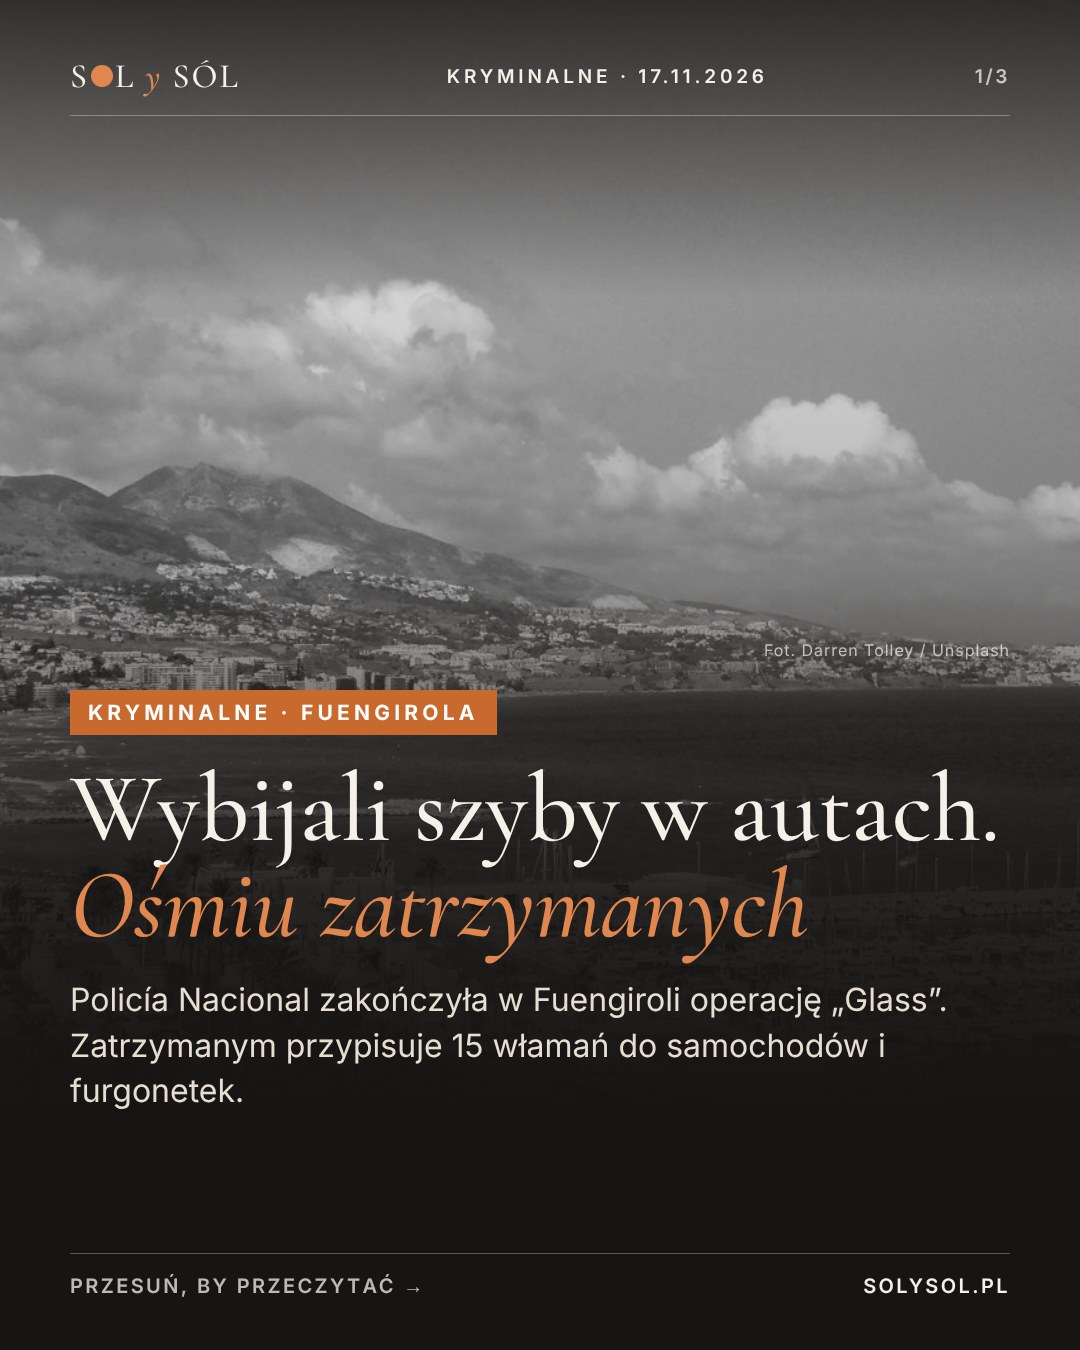 SOL y SÓL
KRYMINALNE · 17.11.2026
1/3
Fot. Darren Tolley / Unsplash
KRYMINALNE · FUENGIROLA
Wybijali szyby w autach.
Ośmiu zatrzymanych
Policía Nacional zakończyła w Fuengiroli operację „Glass”.
Zatrzymanym przypisuje 15 włamań do samochodów i
furgonetek.
PRZESUŃ, BY PRZECZYTAĆ →
SOLYSOL.PL